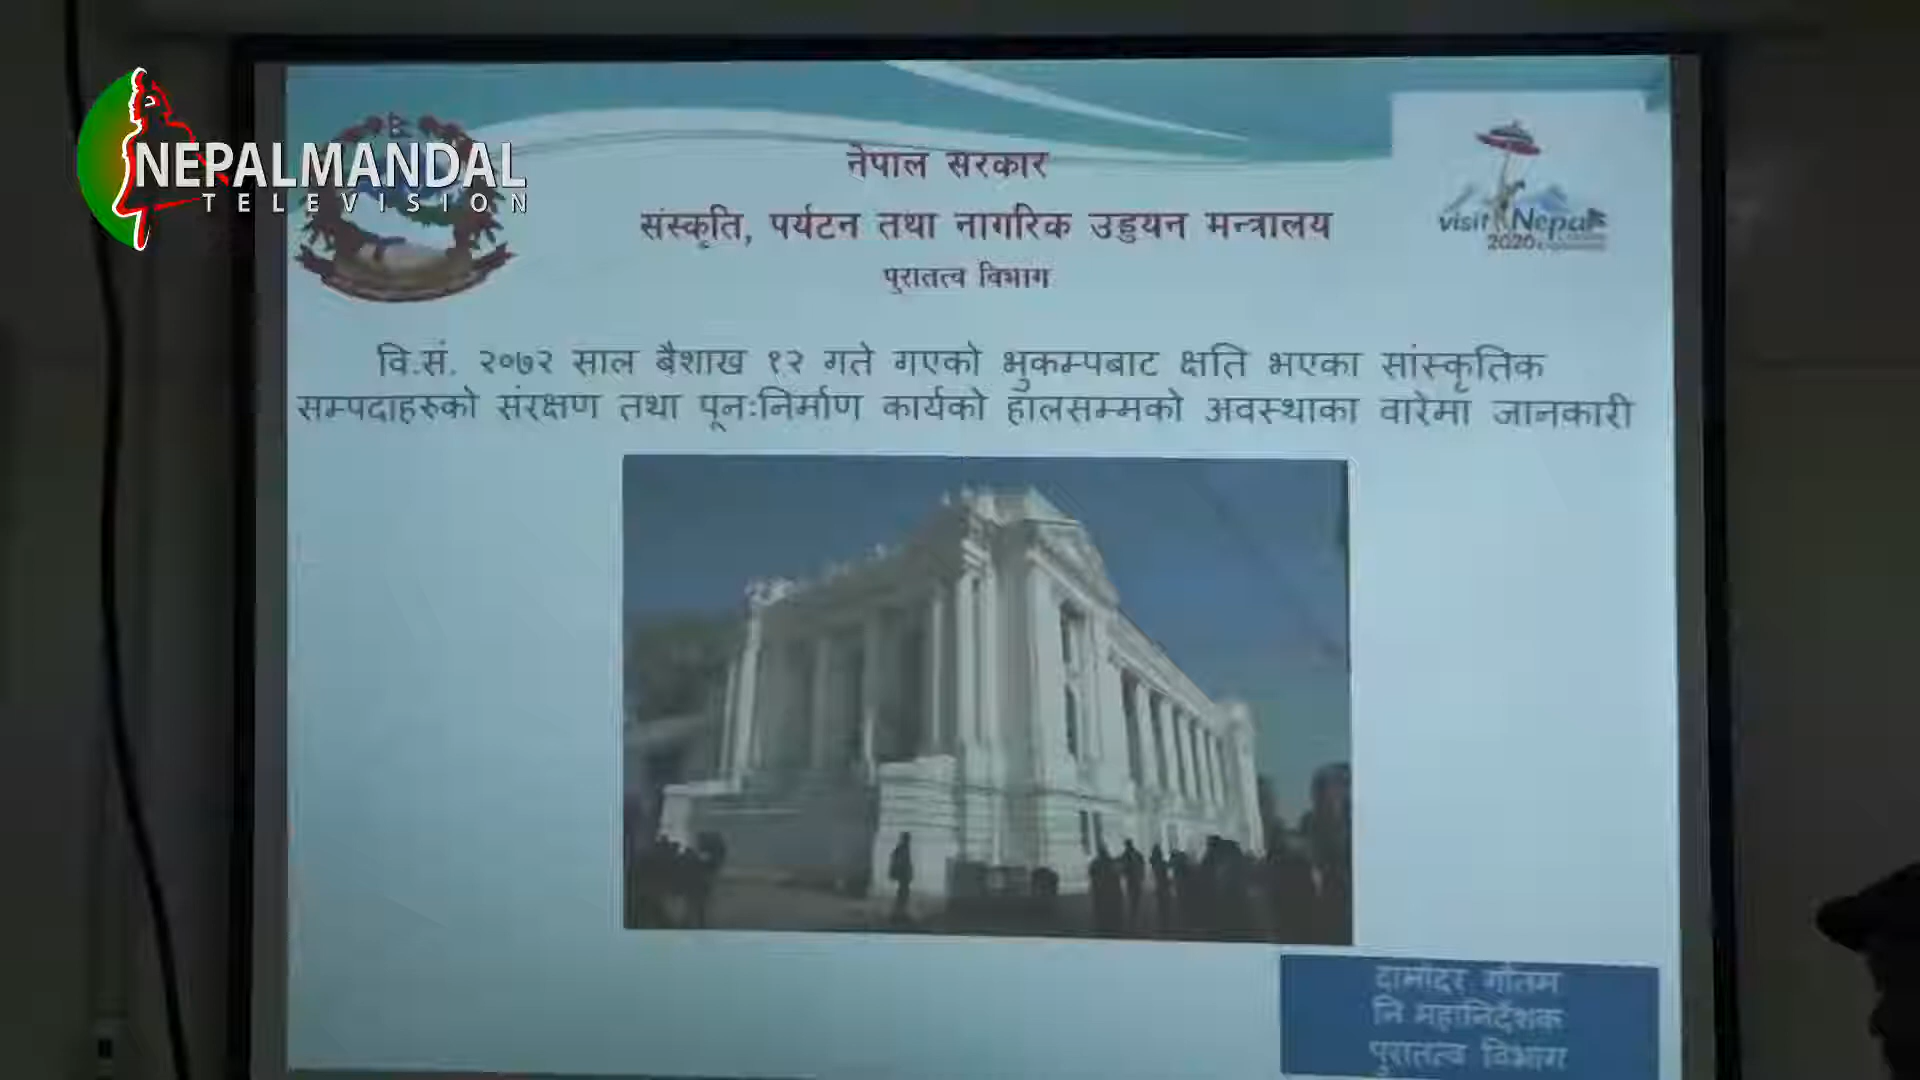 NEPALMANDAL
TELEVISION
नेपाल सरकार
संस्कृति, पर्यटन तथा नागरिक उड्डयन मन्त्रालय
पुरातत्व विभाग
visit Nepal
2020
वि.सं. २०७२ साल बैशाख १२ गते गएको भुकम्पबाट क्षति भएका सांस्कृतिक
सम्पदाहरुको संरक्षण तथा पूनःनिर्माण कार्यको हालसम्मको अवस्थाका वारेमा जानकारी
दामोदर गौतम
नि महानिर्देशक
पुरातत्व विभाग